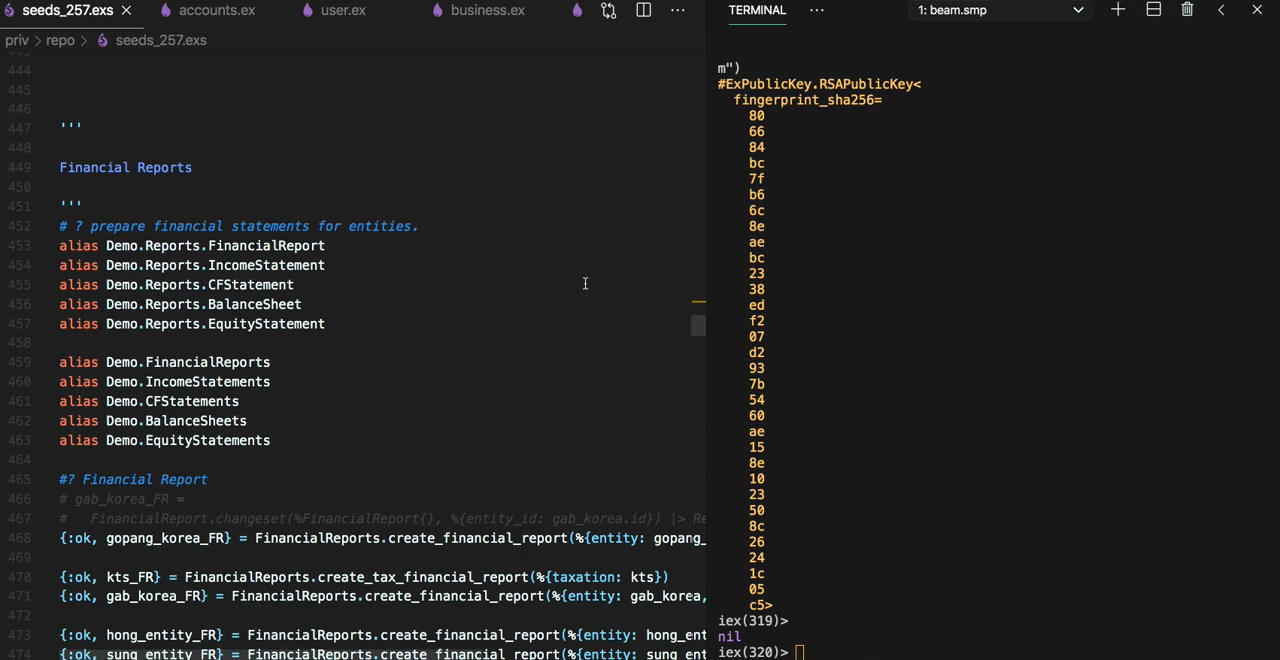 seeds_257.exs
accounts.ex
user.ex
business.ex
TERMINAL
1: beam.smp
priv > repo > seeds_257.exs
444
445
446
447 '''
448
449 Financial Reports
450
451 '''
452 # ? prepare financial statements for entities.
453 alias Demo.Reports.FinancialReport
454 alias Demo.Reports.IncomeStatement
455 alias Demo.Reports.CFStatement
456 alias Demo.Reports.BalanceSheet
457 alias Demo.Reports.EquityStatement
458
459 alias Demo.FinancialReports
460 alias Demo.IncomeStatements
461 alias Demo.CFStatements
462 alias Demo.BalanceSheets
463 alias Demo.EquityStatements
464
465 #? Financial Report
466 # gab_korea_FR =
467 #   FinancialReport.changeset(%FinancialReport{}, %{entity_id: gab_korea.id}) |> Re
468 {:ok, gopang_korea_FR} = FinancialReports.create_financial_report(%{entity: gopang_
469
470 {:ok, kts_FR} = FinancialReports.create_tax_financial_report(%{taxation: kts})
471 {:ok, gab_korea_FR} = FinancialReports.create_financial_report(%{entity: gab_korea,
472
473 {:ok, hong_entity_FR} = FinancialReports.create_financial_report(%{entity: hong_ent
474 {:ok, sung_entity_FR} = FinancialReports.create_financial_report(%{entity: sung_ent
m")
#ExPublicKey.RSAPublicKey<
fingerprint_sha256=
80
66
84
bc
7f
b6
6c
8e
ae
bc
23
38
ed
f2
07
d2
93
7b
54
60
ae
15
8e
10
23
50
8c
26
24
1c
05
c5>
iex(319)>
nil
iex(320)>